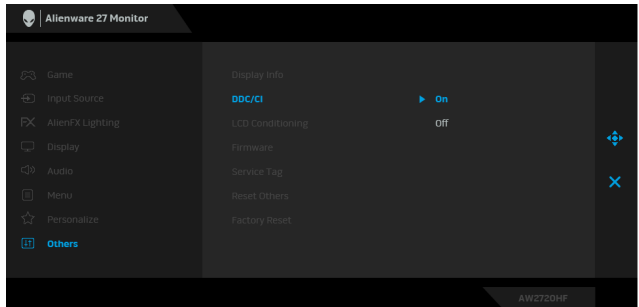 Alienware 27 Monitor
Game
Display Info
Input Source
DDC/CI
On
FX AlienFX Lighting
LCD Conditioning
Off
Display
Firmware
Audio
Service Tag
Menu
Reset Others
Personalize
Factory Reset
Others
AW2720HF